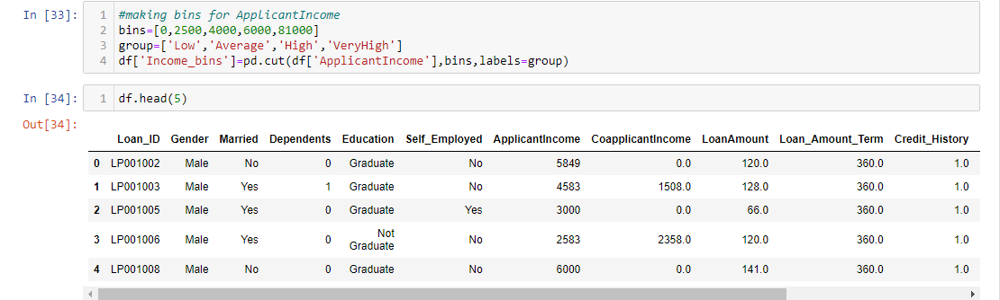 In [33]:
1 #making bins for ApplicantIncome
2 bins=[0,2500,4000,6000,81000]
3 group=['Low','Average','High','VeryHigh']
4 df['Income_bins']=pd.cut(df['ApplicantIncome'],bins,labels=group)
In [34]:
1 df.head(5)
Out[34]:
Loan_ID Gender Married Dependents Education Self_Employed ApplicantIncome CoapplicantIncome LoanAmount Loan_Amount_Term Credit_History
0 LP001002 Male No 0 Graduate No 5849 0.0 120.0 360.0 1.0
1 LP001003 Male Yes 1 Graduate No 4583 1508.0 128.0 360.0 1.0
2 LP001005 Male Yes 0 Graduate Yes 3000 0.0 66.0 360.0 1.0
3 LP001006 Male Yes 0 Not Graduate No 2583 2358.0 120.0 360.0 1.0
4 LP001008 Male No 0 Graduate No 6000 0.0 141.0 360.0 1.0